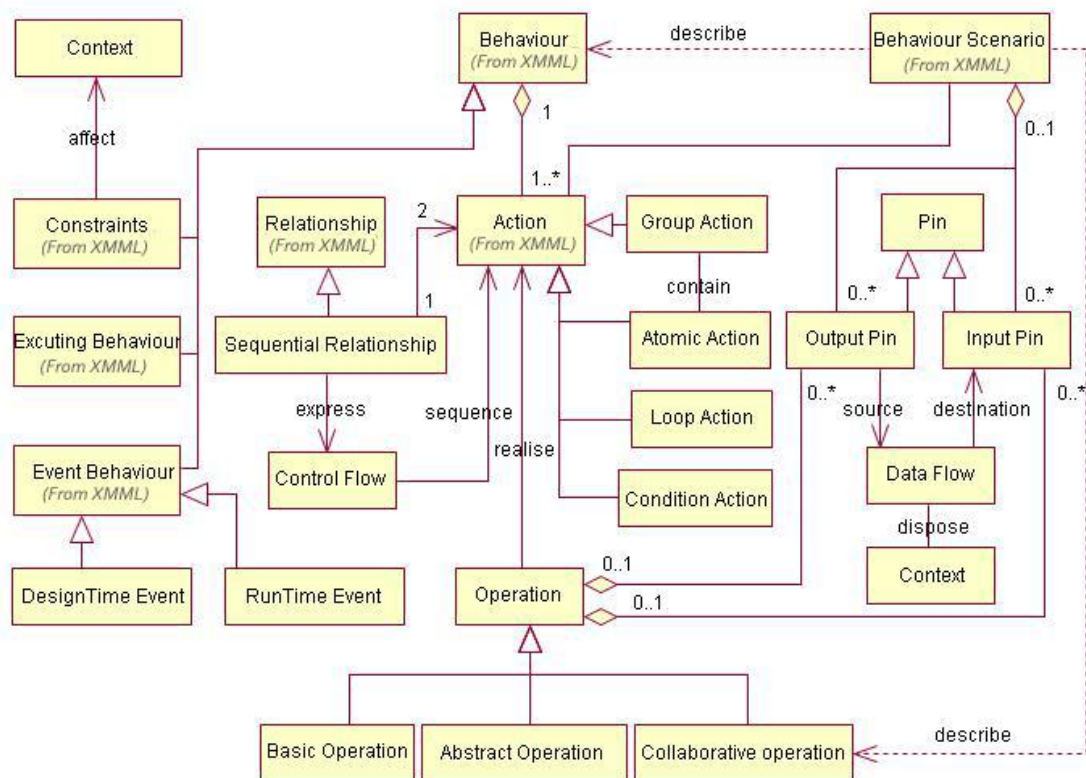 Context
Behaviour
(From XMML)
describe
Behaviour Scenario
(From XMML)
affect
1
0..1
1..*
Constraints
(From XMML)
Relationship
(From XMML)
2
Action
(From XMML)
Group Action
Pin
contain
0..*
0..*
1
Excuting Behaviour
(From XMML)
Sequential Relationship
Atomic Action
Output Pin
Input Pin
0..*
0..*
express
sequence
source
destination
Loop Action
realise
Event Behaviour
(From XMML)
Control Flow
Data Flow
Condition Action
dispose
0..1
Context
DesignTime Event
RunTime Event
Operation
0..1
describe
Basic Operation
Abstract Operation
Collaborative operation